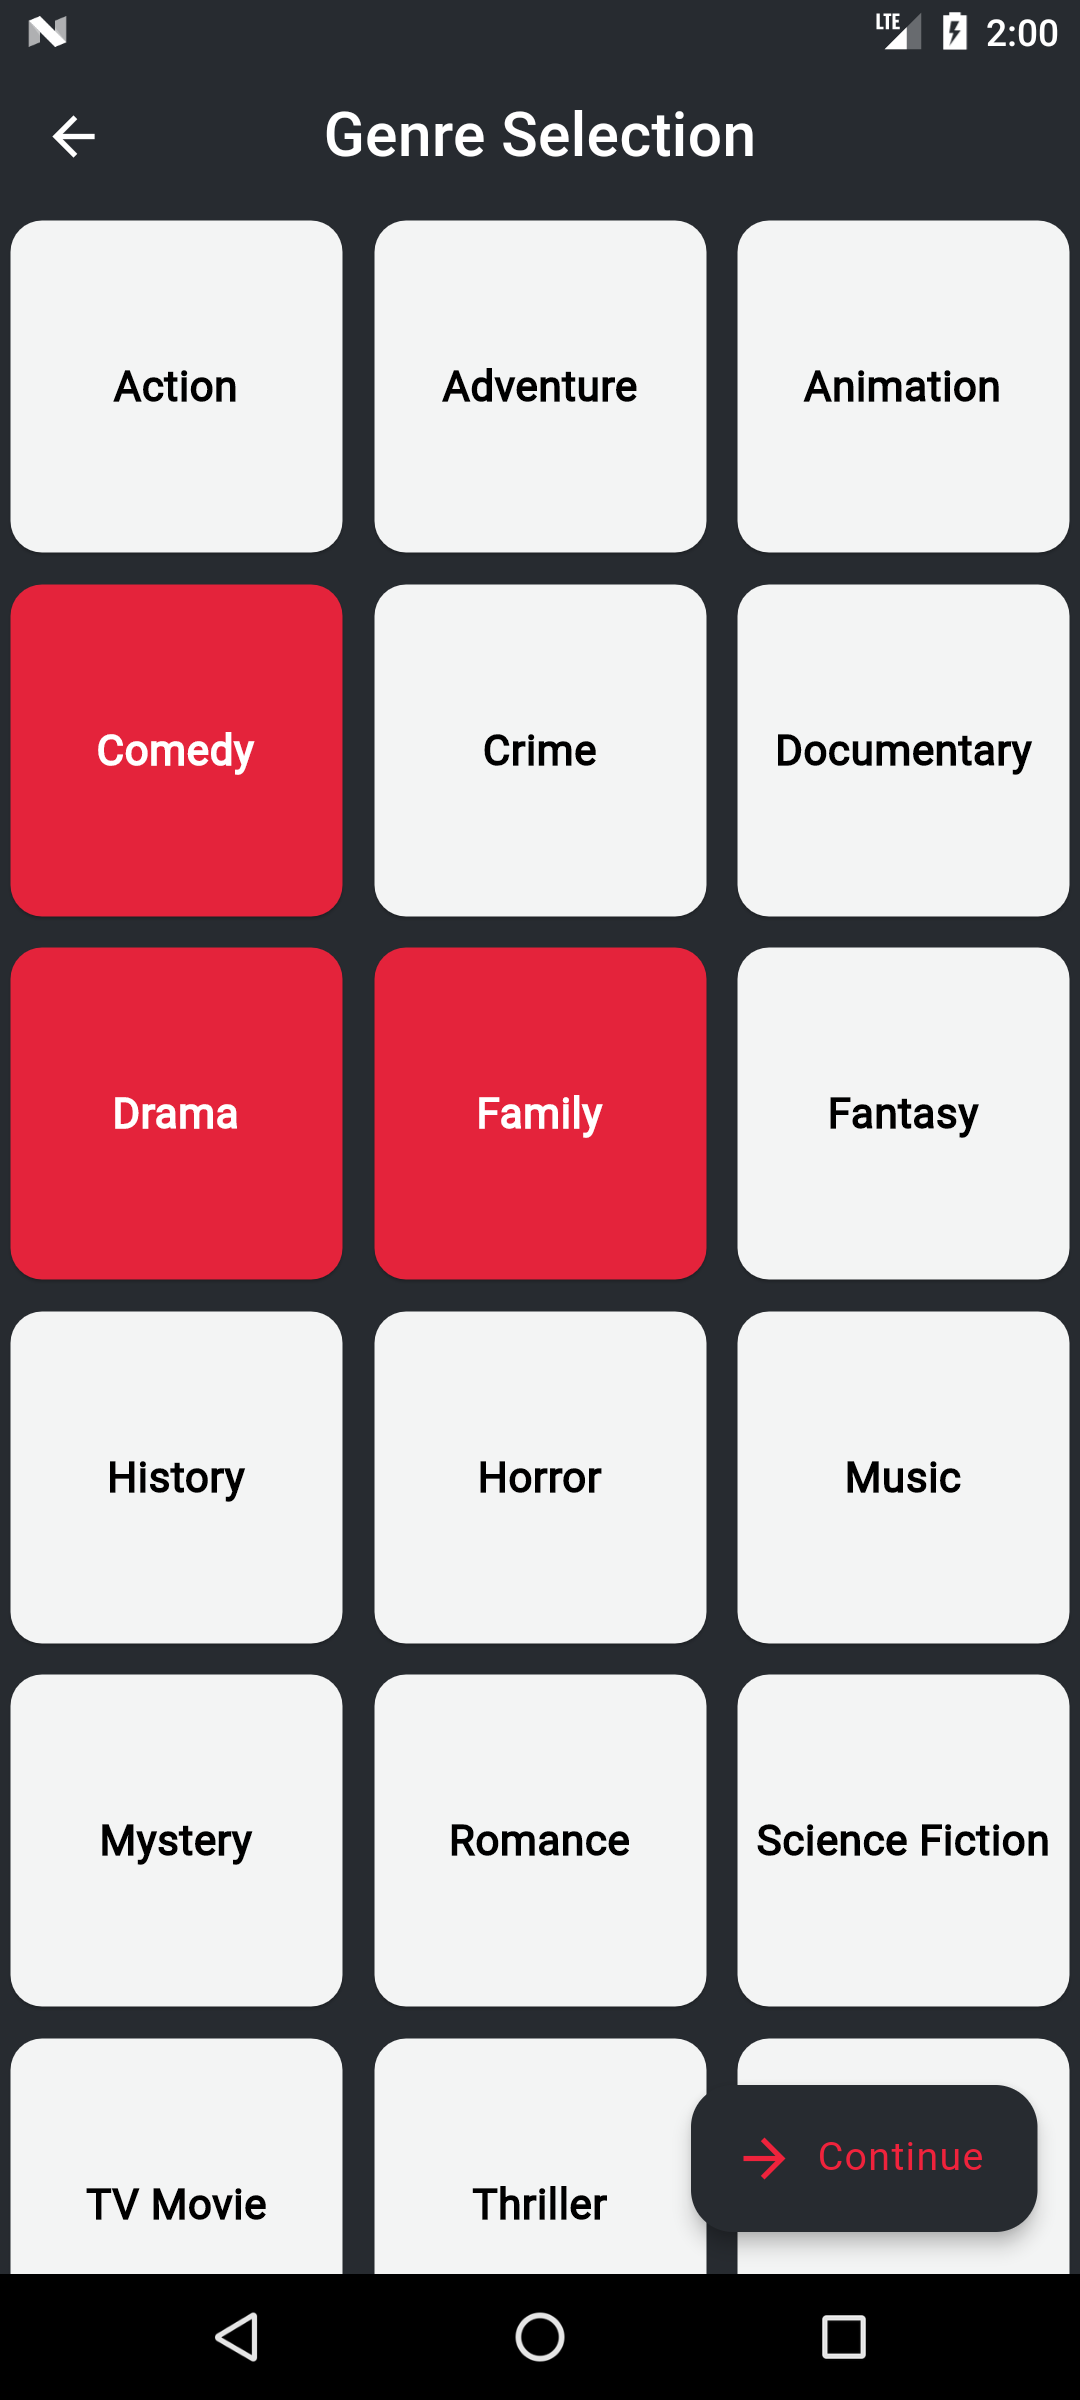 LTE 2:00
Genre Selection
Action Adventure Animation
Comedy Crime Documentary
Drama Family Fantasy
History Horror Music
Mystery Romance Science Fiction
Continue
TV Movie Thriller